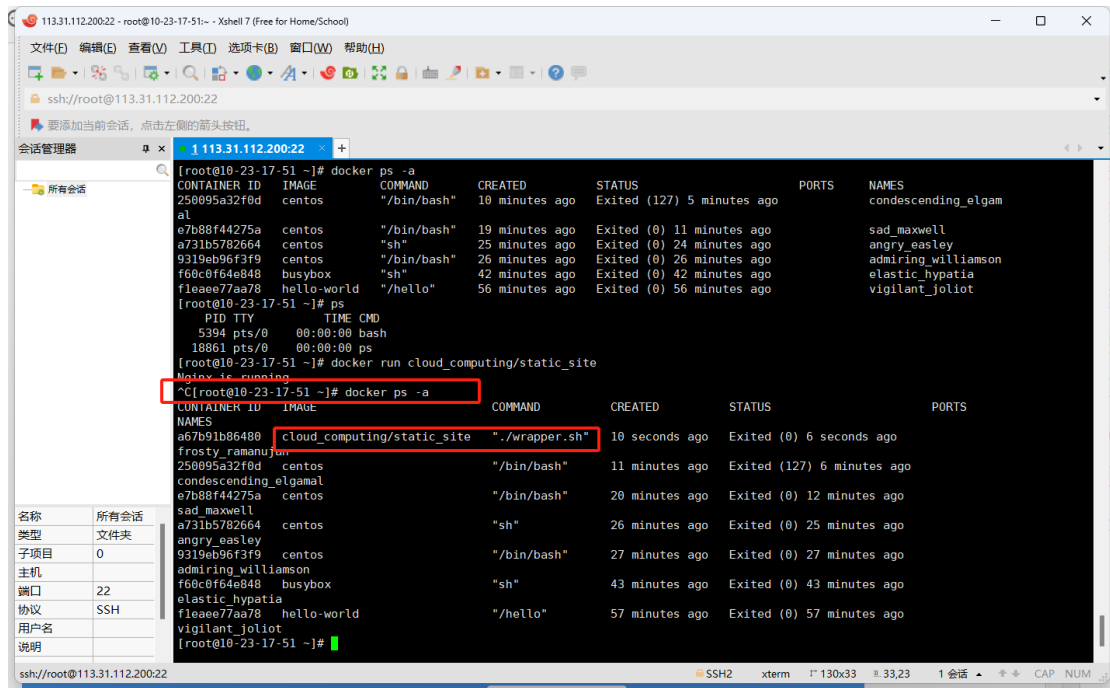 113.31.112.200:22 - root@10-23-17-51:~ - Xshell 7 (Free for Home/School)
文件(F) 编辑(E) 查看(V) 工具(T) 选项卡(B) 窗口(W) 帮助(H)
ssh://root@113.31.112.200:22
要添加当前会话，点击左侧的箭头按钮。
会话管理器
1 113.31.112.200:22
所有会话
[root@10-23-17-51 ~]# docker ps -a
CONTAINER ID IMAGE COMMAND CREATED STATUS PORTS NAMES
250095a32f0d centos "/bin/bash" 10 minutes ago Exited (127) 5 minutes ago condescending_elgam
al
e7b88f44275a centos "/bin/bash" 19 minutes ago Exited (0) 11 minutes ago sad_maxwell
a731b5782664 centos "sh" 25 minutes ago Exited (0) 24 minutes ago angry_easley
9319eb96f3f9 centos "/bin/bash" 26 minutes ago Exited (0) 26 minutes ago admiring_williamson
f60c0f64e848 busybox "sh" 42 minutes ago Exited (0) 42 minutes ago elastic_hypatia
f1eaee77aa78 hello-world "/hello" 56 minutes ago Exited (0) 56 minutes ago vigilant_joliot
[root@10-23-17-51 ~]# ps
PID TTY TIME CMD
5394 pts/0 00:00:00 bash
18861 pts/0 00:00:00 ps
[root@10-23-17-51 ~]# docker run cloud_computing/static_site
Nginx is running
^C[root@10-23-17-51 ~]# docker ps -a
CONTAINER ID IMAGE COMMAND CREATED STATUS PORTS
NAMES
a67b91b86480 cloud_computing/static_site "./wrapper.sh" 10 seconds ago Exited (0) 6 seconds ago
frosty_ramanujan
250095a32f0d centos "/bin/bash" 11 minutes ago Exited (127) 6 minutes ago
condescending_elgamal
e7b88f44275a centos "/bin/bash" 20 minutes ago Exited (0) 12 minutes ago
sad_maxwell
a731b5782664 centos "sh" 26 minutes ago Exited (0) 25 minutes ago
angry_easley
9319eb96f3f9 centos "/bin/bash" 27 minutes ago Exited (0) 27 minutes ago
admiring_williamson
f60c0f64e848 busybox "sh" 43 minutes ago Exited (0) 43 minutes ago
elastic_hypatia
f1eaee77aa78 hello-world "/hello" 57 minutes ago Exited (0) 57 minutes ago
vigilant_joliot
[root@10-23-17-51 ~]#
名称 所有会话
类型 文件夹
子项目 0
主机
端口 22
协议 SSH
用户名
说明
ssh://root@113.31.112.200:22 SSH2 xterm 130x33 33,23 1 会话 CAP NUM